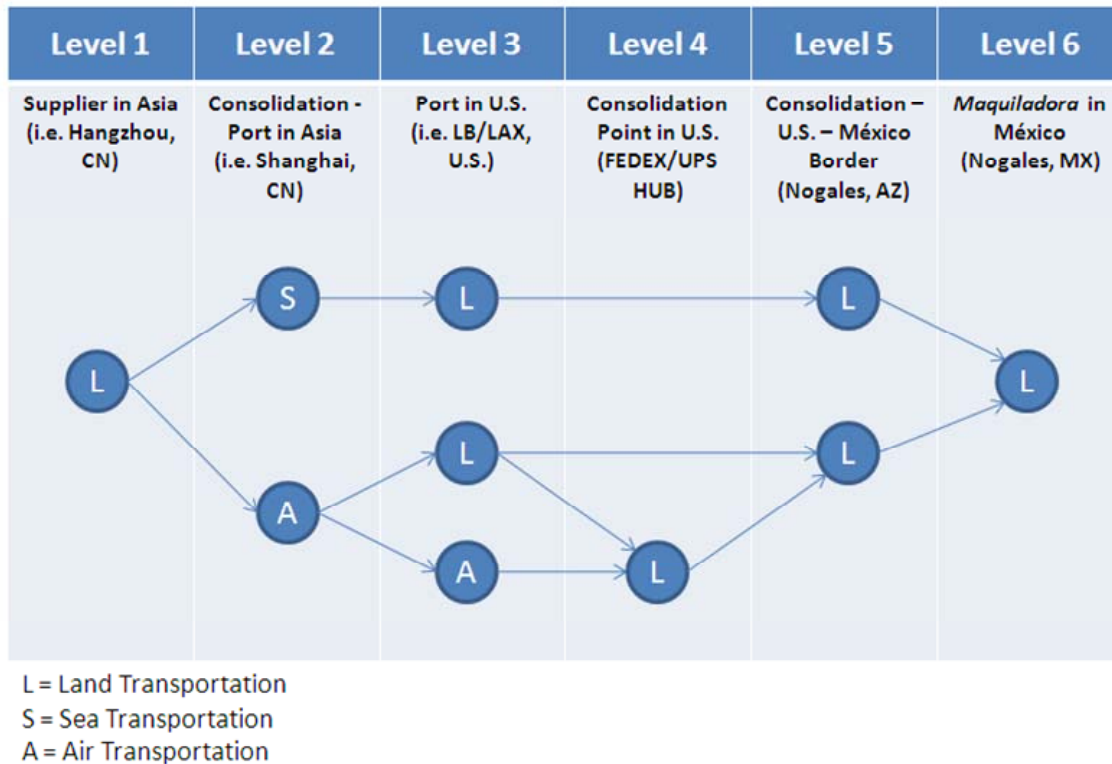 Level 1
Level 2
Level 3
Level 4
Level 5
Level 6
Supplier in Asia
(i.e. Hangzhou,
CN)
Consolidation -
Port in Asia
(i.e. Shanghai,
CN)
Port in U.S.
(i.e. LB/LAX,
U.S.)
Consolidation
Point in U.S.
(FEDEX/UPS
HUB)
Consolidation –
U.S. – México
Border
(Nogales, AZ)
Maquiladora in
México
(Nogales, MX)
S
L
L
L
L
L
L
A
A
L
L = Land Transportation
S = Sea Transportation
A = Air Transportation